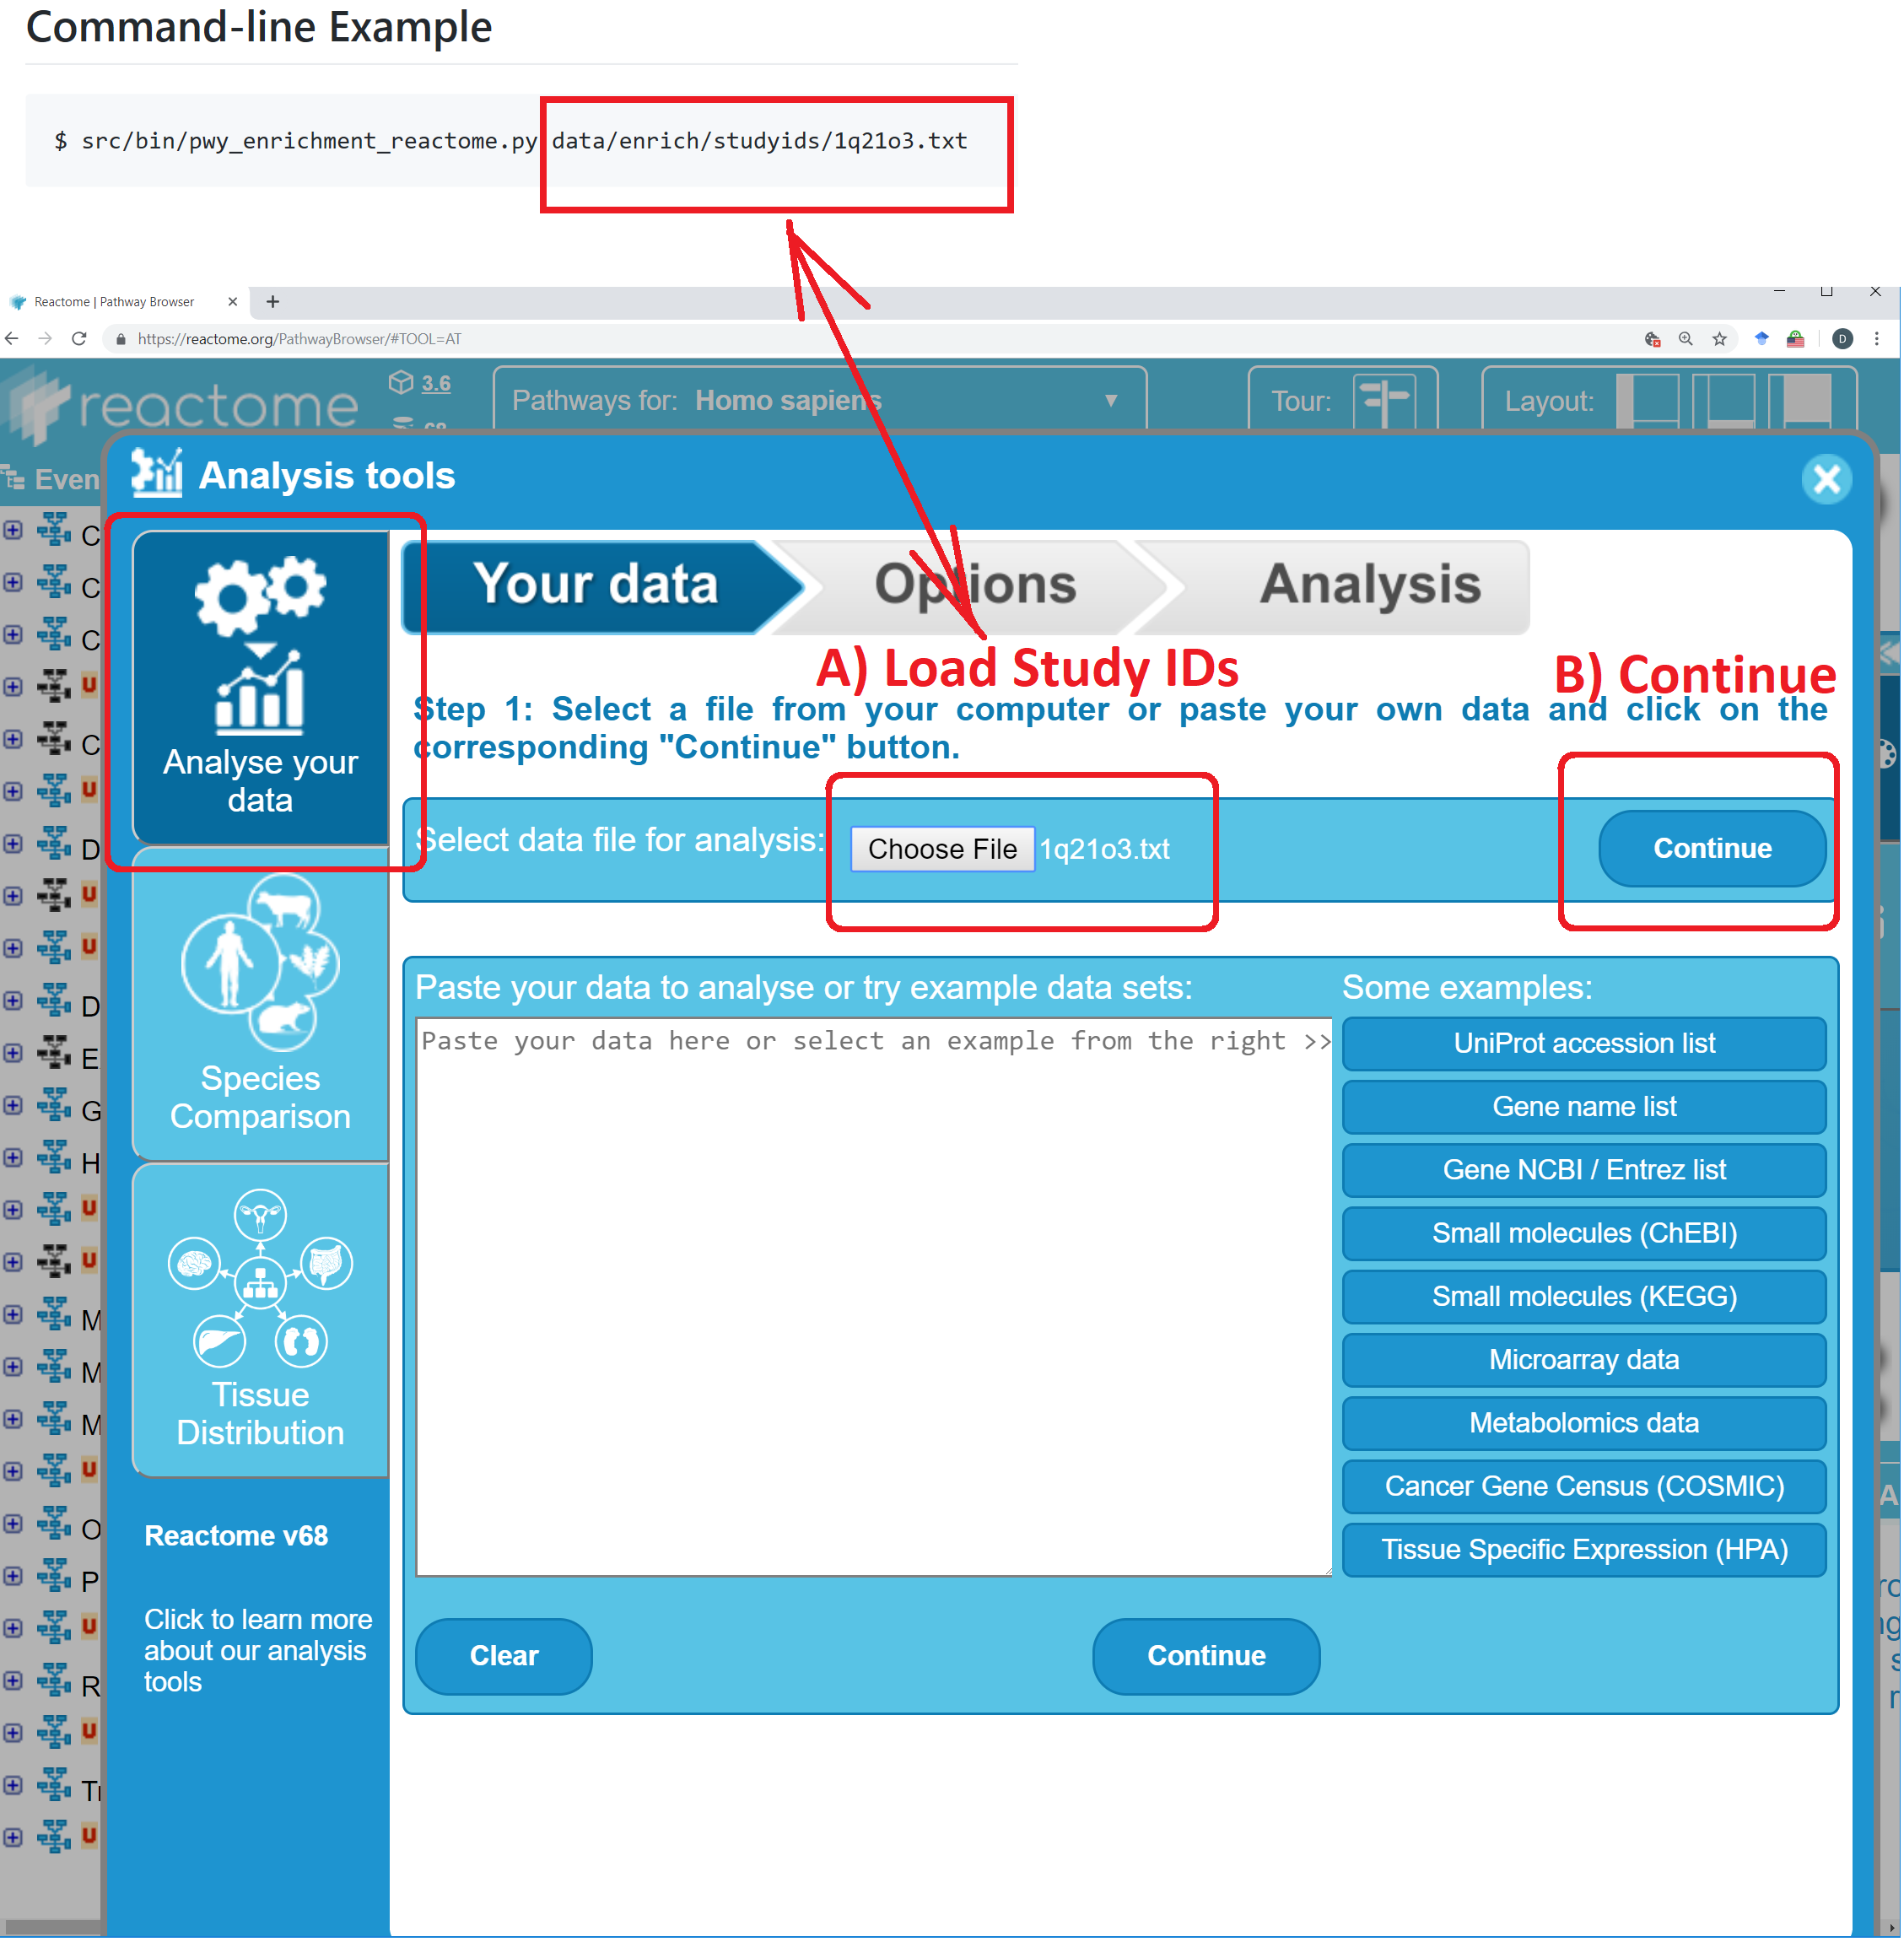 Command-line Example
$ src/bin/pwy_enrichment_reactome.py data/enrich/studyids/1q21o3.txt
Reactome | Pathway Browser
https://reactome.org/PathwayBrowser/#TOOL=AT
D
reactome
3.6
68
Pathways for: Homo sapiens
Tour:
Layout:
Even
Analysis tools
C
C
C
U
C
U
D
U
U
D
E
G
H
U
U
M
M
M
U
O
P
U
R
U
Tr
U
Analyse your
data
Species
Comparison
Tissue
Distribution
Reactome v68
Click to learn more
about our analysis
tools
Your data
Options
Analysis
A) Load Study IDs
B) Continue
Step 1: Select a file from your computer or paste your own data and click on the
corresponding "Continue" button.
Select data file for analysis:
Choose File
1q21o3.txt
Continue
Paste your data to analyse or try example data sets:
Paste your data here or select an example from the right >>
Some examples:
UniProt accession list
Gene name list
Gene NCBI / Entrez list
Small molecules (ChEBI)
Small molecules (KEGG)
Microarray data
Metabolomics data
Cancer Gene Census (COSMIC)
Tissue Specific Expression (HPA)
Clear
Continue